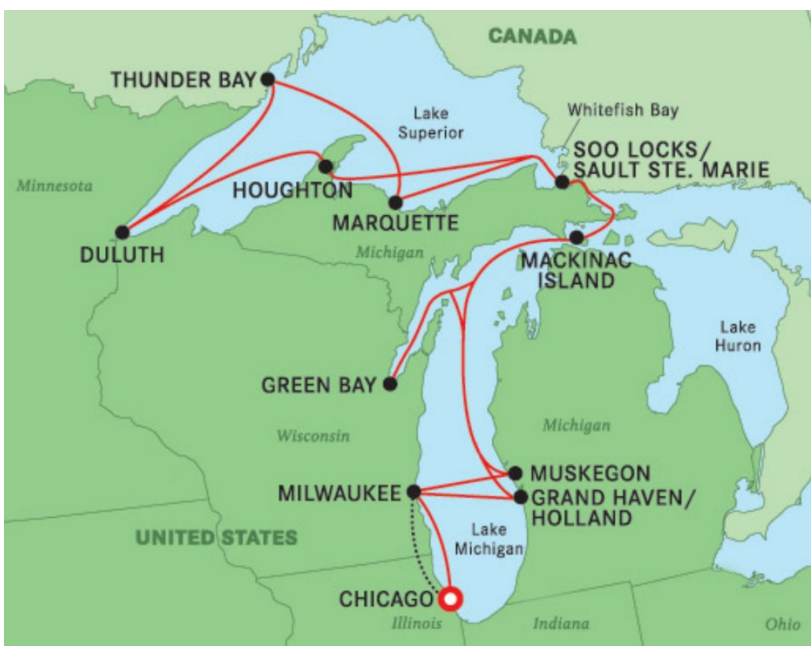 CANADA
THUNDER BAY
Lake
Superior
Whitefish Bay
SOO LOCKS/
SAULT STE. MARIE
Minnesota
HOUGHTON
MARQUETTE
DULUTH
Michigan
MACKINAC
ISLAND
Lake
Huron
GREEN BAY
Wisconsin
Michigan
MUSKEGON
MILWAUKEE
GRAND HAVEN/
HOLLAND
UNITED STATES
Lake
Michigan
CHICAGO
Illinois
Indiana
Ohio